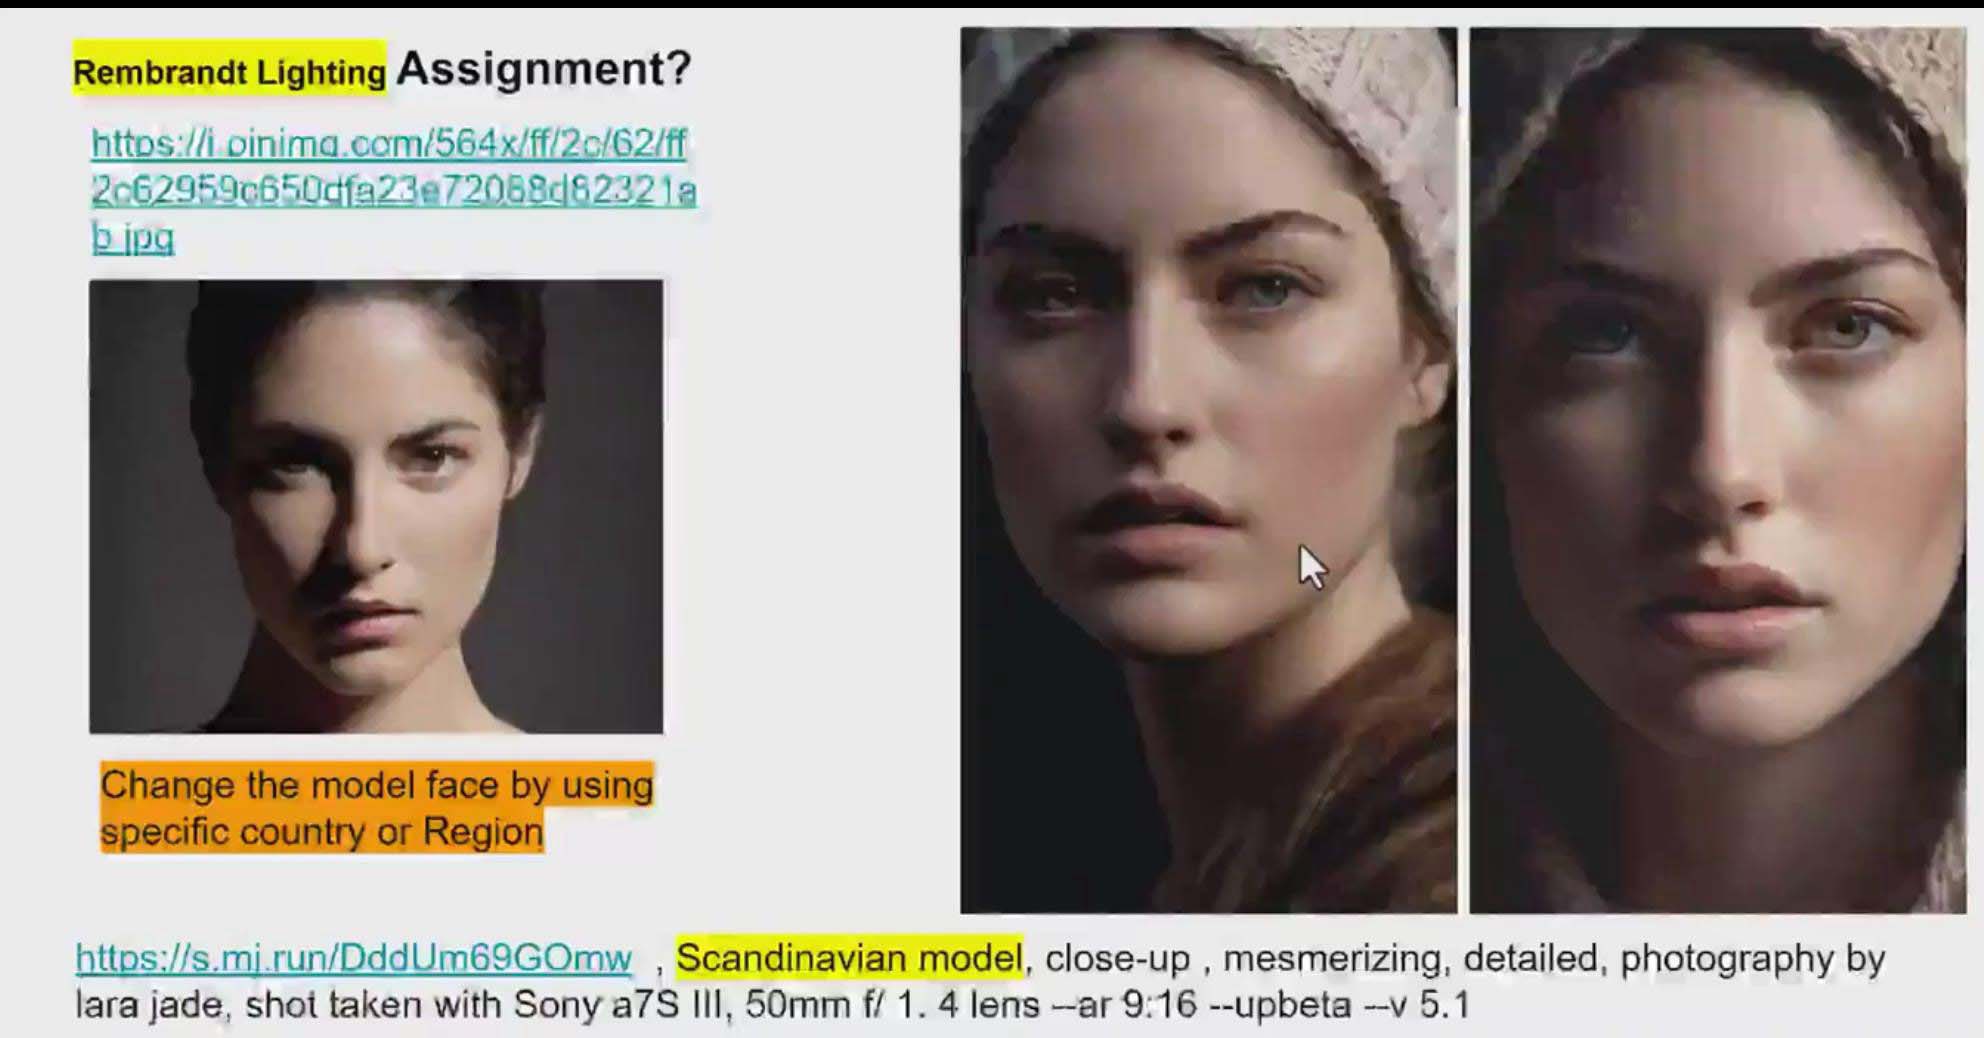 Rembrandt Lighting Assignment?
https://i.pinimg.com/564x/ff/2c/62/ff
2c62959c650dfa23e72088d82321a
b.jpg
Change the model face by using
specific country or Region
https://s.mj.run/DddUm69GOmw , Scandinavian model, close-up , mesmerizing, detailed, photography by
lara jade, shot taken with Sony a7S III, 50mm f/ 1. 4 lens --ar 9:16 --upbeta --v 5.1